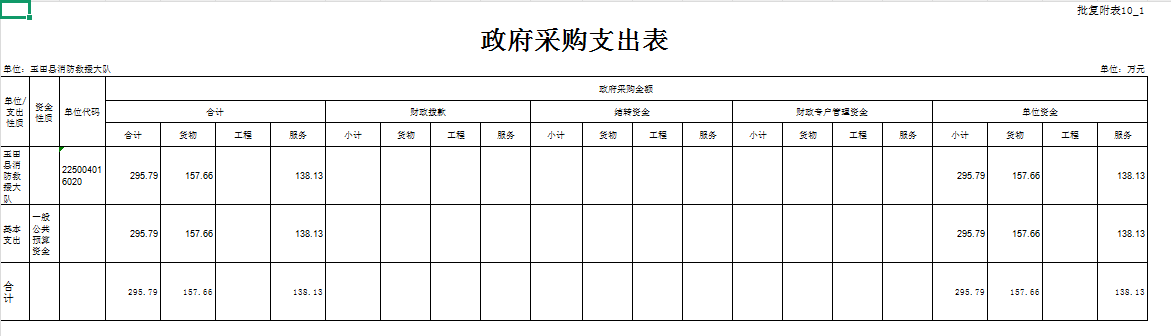 批复附表10_1
政府采购支出表
单位：玉田县消防救援大队 单位：万元
单位/支出性质 资金性质 单位代码 政府采购金额
合计 财政拨款 结转资金 财政专户管理资金 单位资金
合计 货物 工程 服务 小计 货物 工程 服务 小计 货物 工程 服务 小计 货物 工程 服务 小计 货物 工程 服务
玉田县消防救援大队 225004016020 295.79 157.66 138.13 295.79 157.66 138.13
基本支出 一般公共预算资金 295.79 157.66 138.13 295.79 157.66 138.13
合计 295.79 157.66 138.13 295.79 157.66 138.13